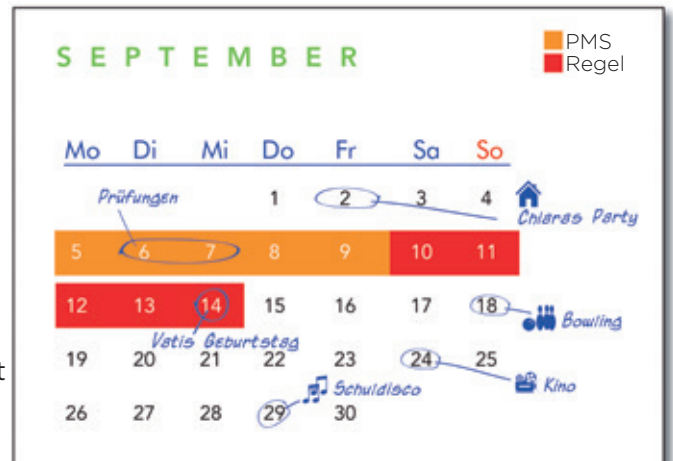 SEPTEMBER
PMS
Regel
Mo Di Mi Do Fr Sa So
Prüfungen
1 2 3 4
Chiaras Party
5 6 7 8 9 10 11
12 13 14 15 16 17 18
Bowling
Vatis Geburtstag
19 20 21 22 23 24 25
t
Kino
Schuldisco
26 27 28 29 30